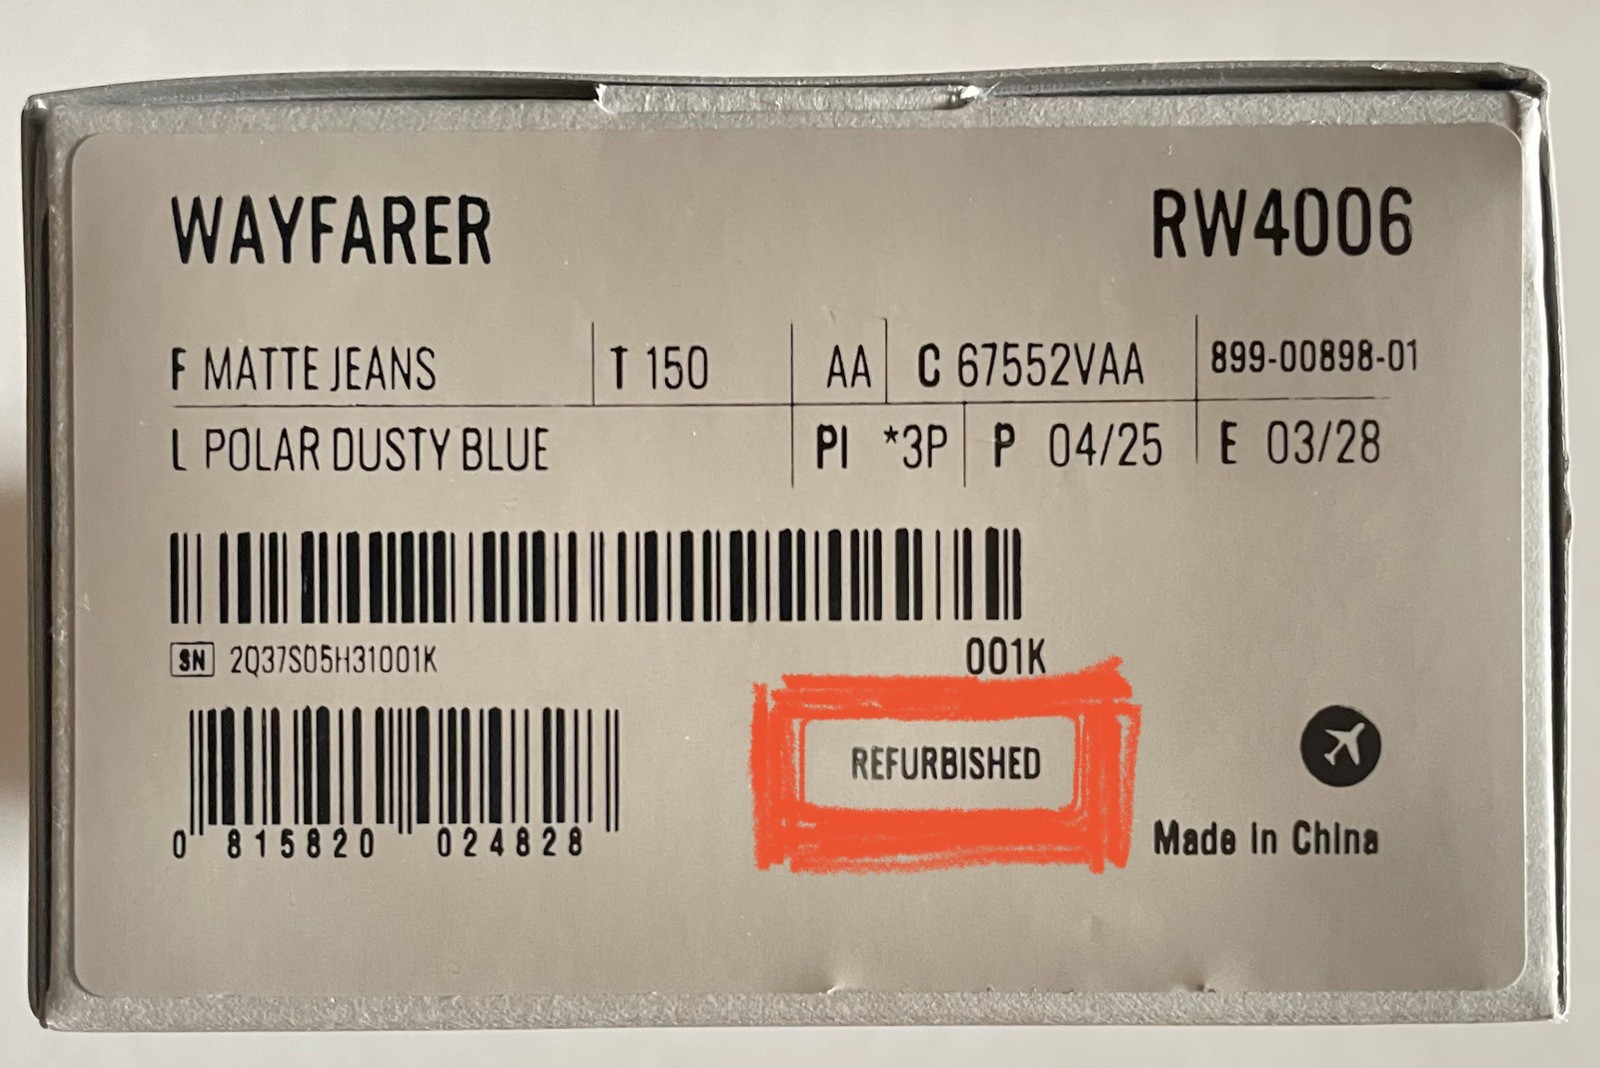 WAYFARER RW4006
F MATTE JEANS T 150 AA C 67552VAA 899-00898-01
L POLAR DUSTY BLUE PI *3P P 04/25 E 03/28
SN 2Q37S05H31001K 001K
REFURBISHED
0 815820 024828
Made in China